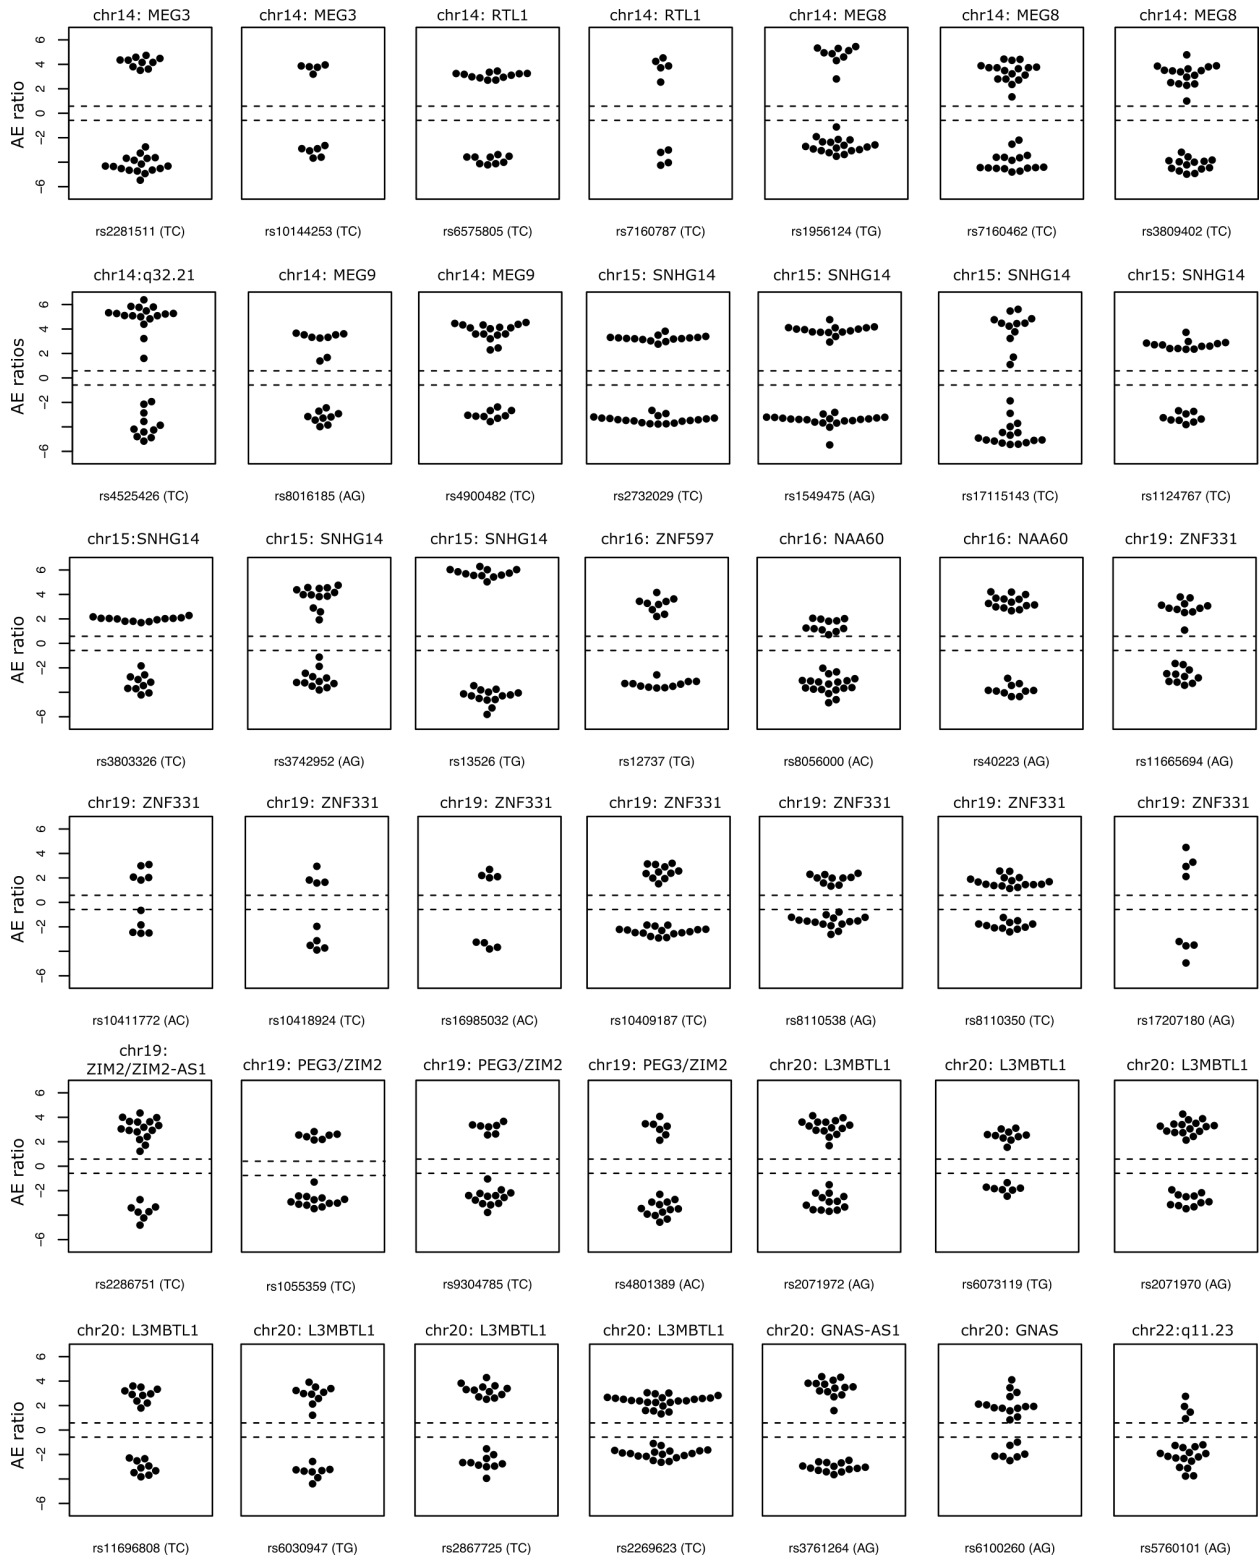 chr14: MEG3 chr14: MEG3 chr14: RTL1 chr14: RTL1 chr14: MEG8 chr14: MEG8 chr14: MEG8
AE ratio
6
4
2
0
−2
−6
rs2281511 (TC) rs10144253 (TC) rs6575805 (TC) rs7160787 (TC) rs1956124 (TG) rs7160462 (TC) rs3809402 (TC)
chr14:q32.21 chr14: MEG9 chr14: MEG9 chr15: SNHG14 chr15: SNHG14 chr15: SNHG14 chr15: SNHG14
AE ratios
6
4
2
0
−2
−6
rs4525426 (TC) rs8016185 (AG) rs4900482 (TC) rs2732029 (TC) rs1549475 (AG) rs17115143 (TC) rs1124767 (TC)
chr15:SNHG14 chr15: SNHG14 chr15: SNHG14 chr16: ZNF597 chr16: NAA60 chr16: NAA60 chr19: ZNF331
AE ratio
6
4
2
0
−2
−6
rs3803326 (TC) rs3742952 (AG) rs13526 (TG) rs12737 (TG) rs8056000 (AC) rs40223 (AG) rs11665694 (AG)
chr19: ZNF331 chr19: ZNF331 chr19: ZNF331 chr19: ZNF331 chr19: ZNF331 chr19: ZNF331 chr19: ZNF331
AE ratio
6
4
2
0
−2
−6
rs10411772 (AC) rs10418924 (TC) rs16985032 (AC) rs10409187 (TC) rs8110538 (AG) rs8110350 (TC) rs17207180 (AG)
chr19:
ZIM2/ZIM2-AS1 chr19: PEG3/ZIM2 chr19: PEG3/ZIM2 chr19: PEG3/ZIM2 chr20: L3MBTL1 chr20: L3MBTL1 chr20: L3MBTL1
AE ratio
6
4
2
0
−2
−6
rs2286751 (TC) rs1055359 (TC) rs9304785 (TC) rs4801389 (AC) rs2071972 (AG) rs6073119 (TG) rs2071970 (AG)
chr20: L3MBTL1 chr20: L3MBTL1 chr20: L3MBTL1 chr20: L3MBTL1 chr20: GNAS-AS1 chr20: GNAS chr22:q11.23
AE ratio
6
4
2
0
−2
−6
rs11696808 (TC) rs6030947 (TG) rs2867725 (TC) rs2269623 (TC) rs3761264 (AG) rs6100260 (AG) rs5760101 (AG)